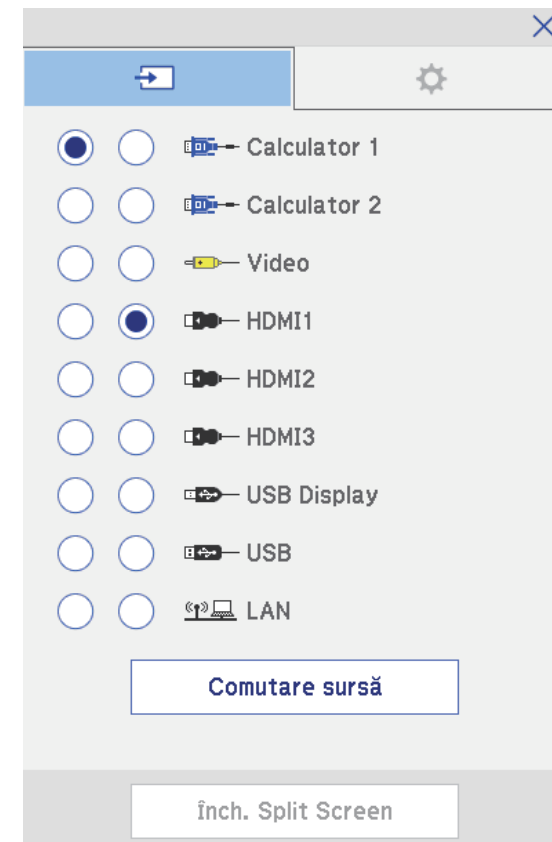 Calculator 1
Calculator 2
Video
HDMI1
HDMI2
HDMI3
USB Display
USB
LAN
Comutare sursă
Înch. Split Screen